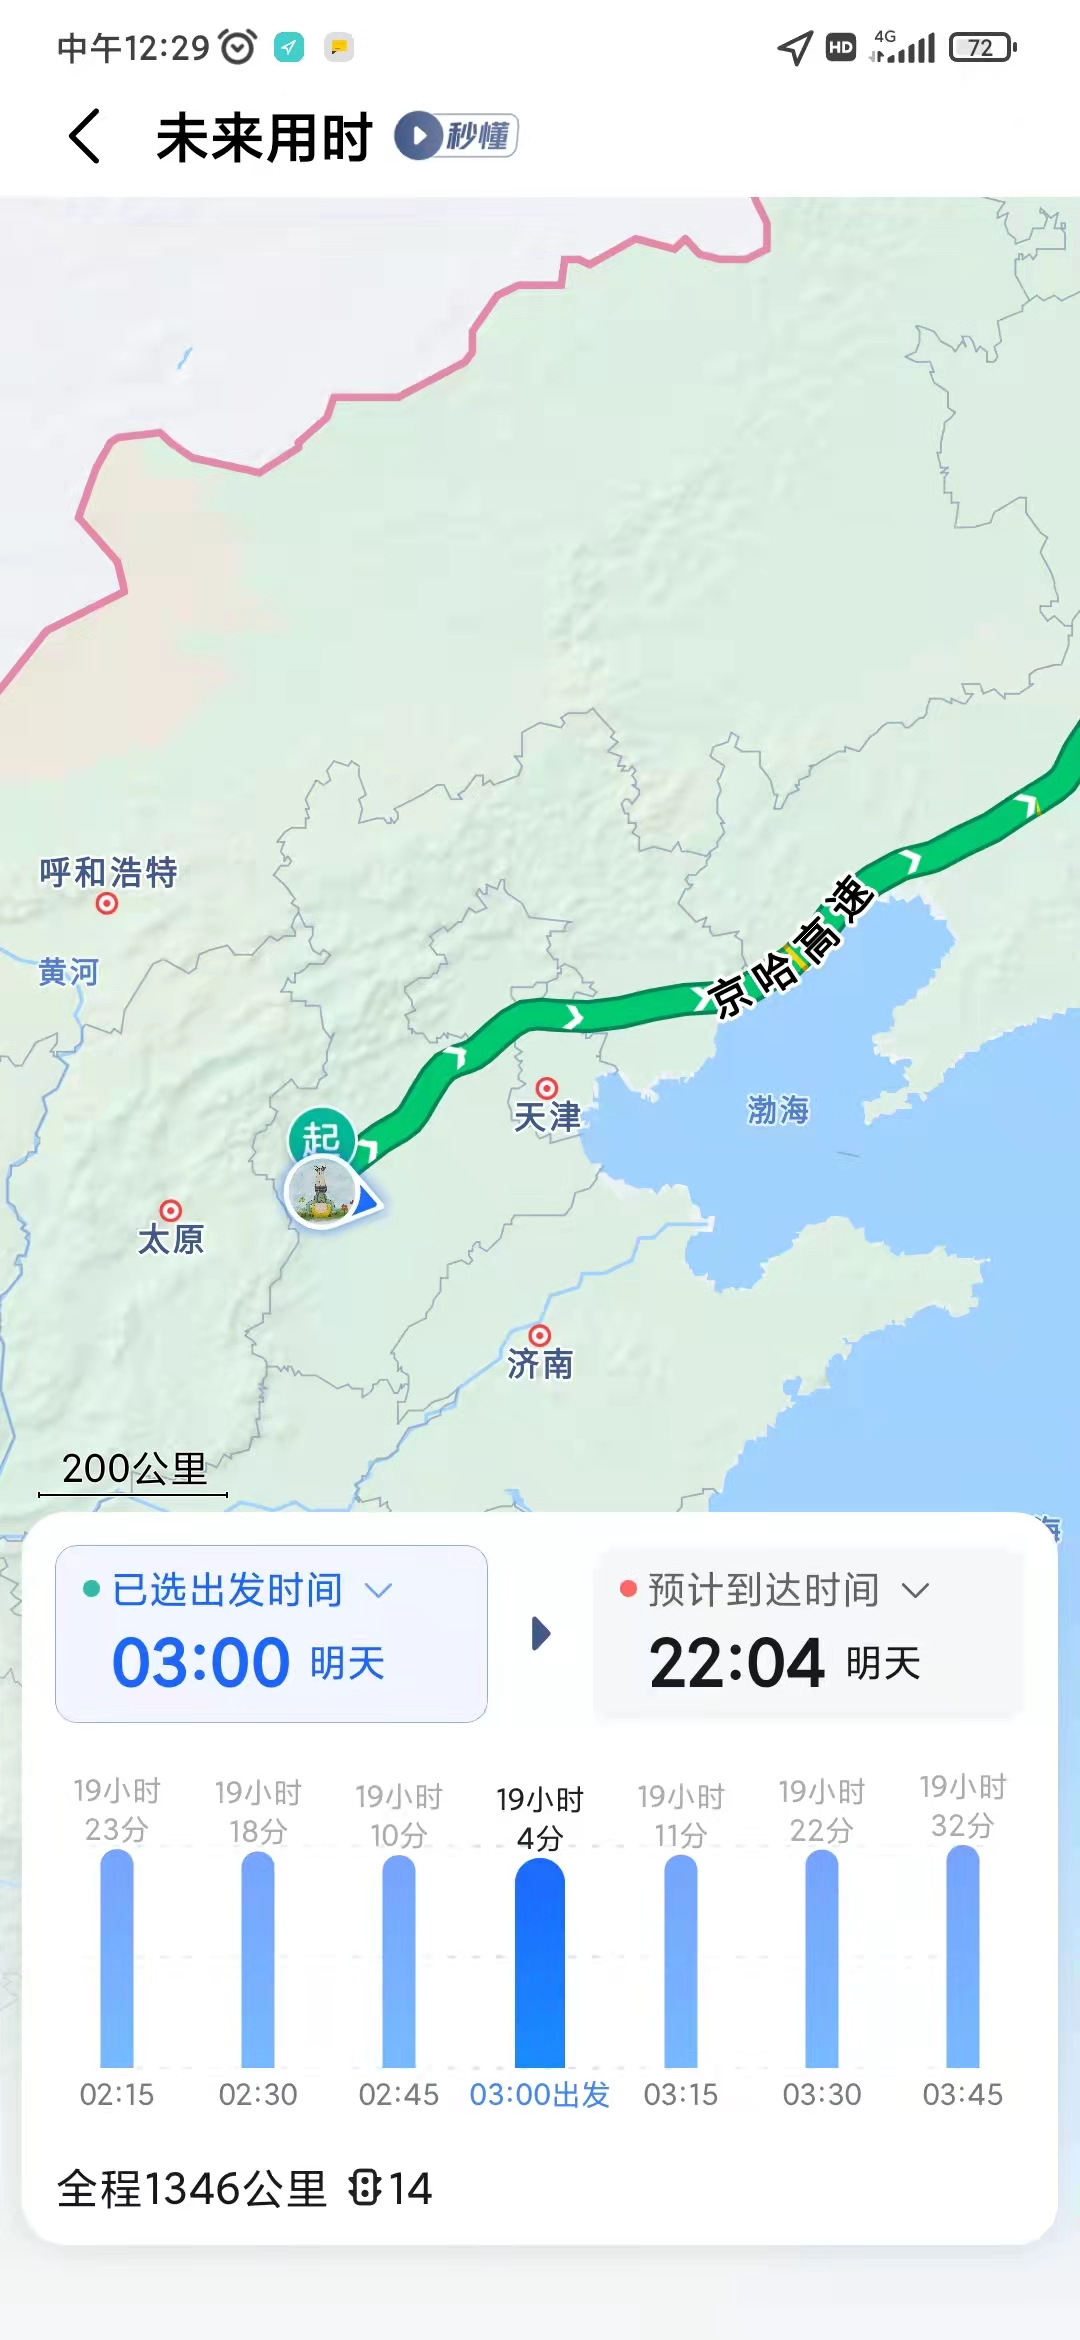 中午12:29
HD 4G 72
未来用时 秒懂
呼和浩特
黄河
京哈高速
起
天津
渤海
太原
济南
200公里
海
已选出发时间
03:00 明天
预计到达时间
22:04 明天
19小时
23分
19小时
18分
19小时
10分
19小时
4分
19小时
11分
19小时
22分
19小时
32分
02:15
02:30
02:45
03:00出发
03:15
03:30
03:45
全程1346公里 14